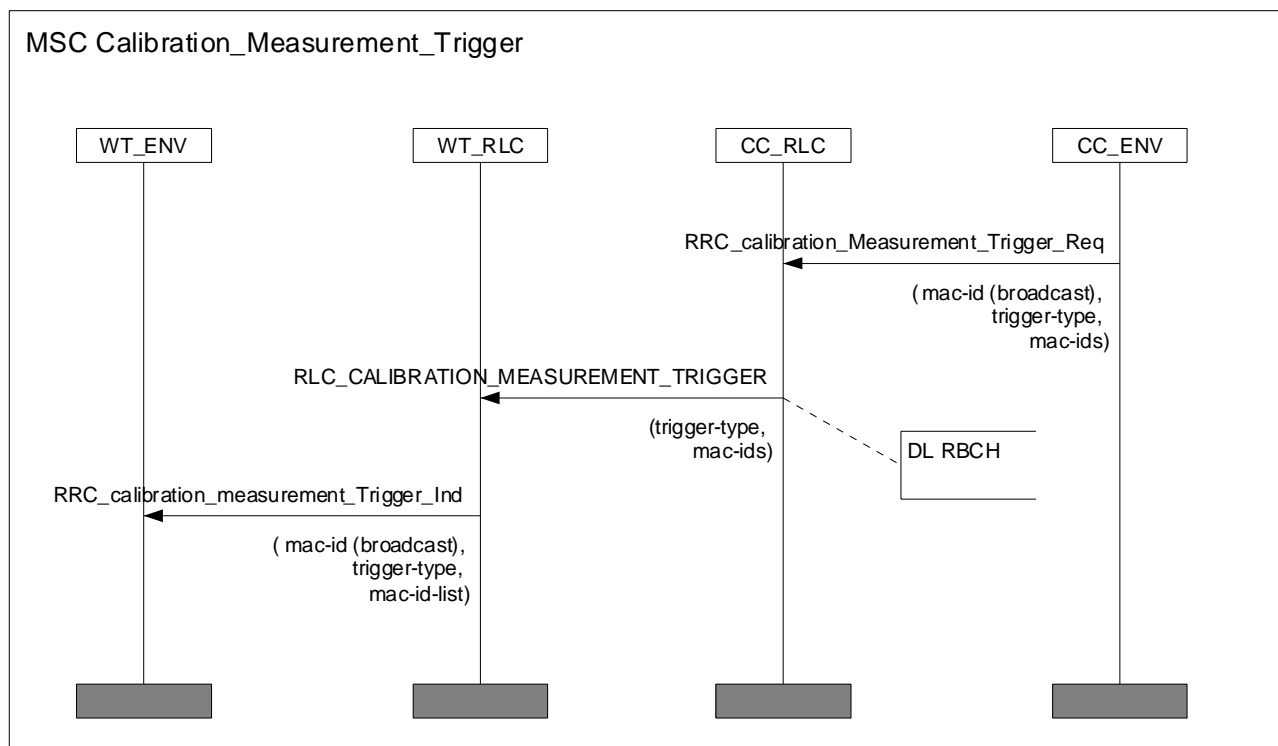 MSC Calibration_Measurement_Trigger
WT_ENV
WT_RLC
CC_RLC
CC_ENV
RRC_calibration_Measurement_Trigger_Req
( mac-id (broadcast),
trigger-type,
mac-ids)
RLC_CALIBRATION_MEASUREMENT_TRIGGER
(trigger-type,
mac-ids)
DL RBCH
RRC_calibration_measurement_Trigger_Ind
( mac-id (broadcast),
trigger-type,
mac-id-list)